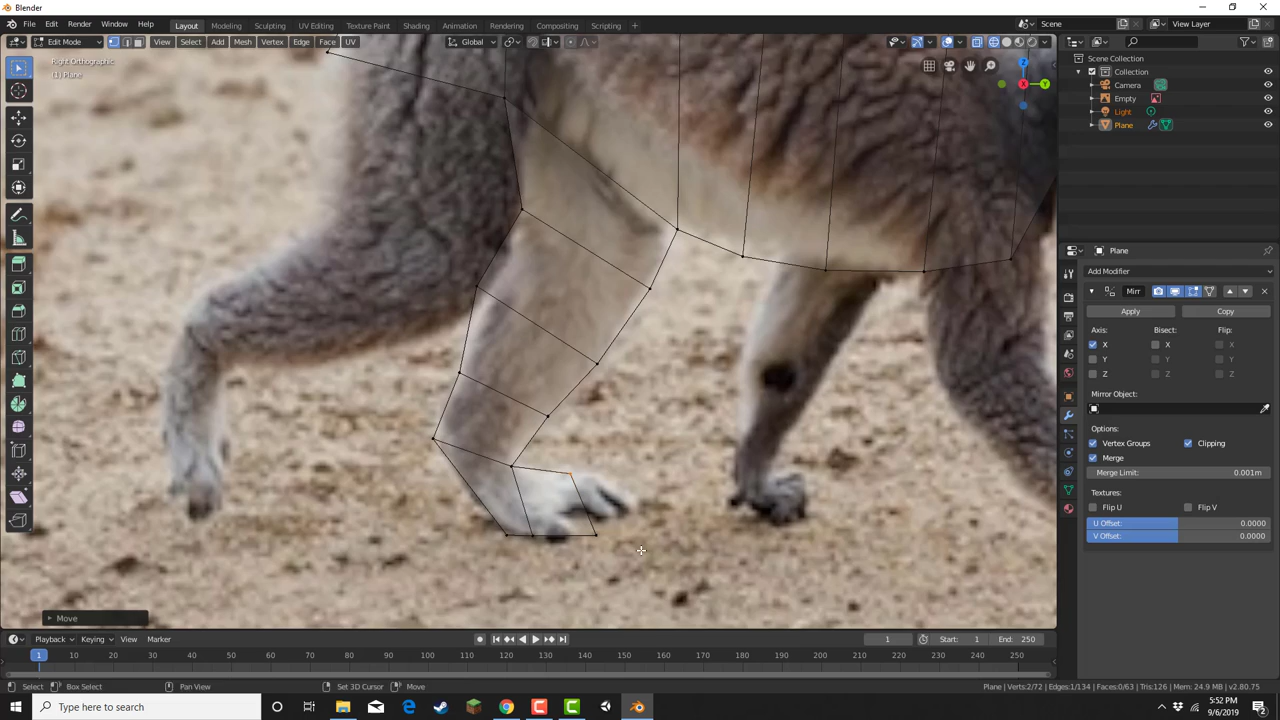 Blender
File Edit Render Window Help Layout Modeling Sculpting UV Editing Texture Paint Shading Animation Rendering Compositing Scripting + Scene View Layer
Edit Mode View Select Add Mesh Vertex Edge Face UV Global
Right Orthographic
(1) Plane
Z
X
Y
Scene Collection
Collection
Camera
Empty
Light
Plane
Plane
Add Modifier
Mirr
Apply Copy
Axis: Bisect: Flip:
X X X
Y Y Y
Z Z Z
Mirror Object:
Options:
Vertex Groups Clipping
Merge
Merge Limit: 0.001m
Textures:
Flip U Flip V
U Offset: 0.0000
V Offset: 0.0000
Move
Playback Keying View Marker 1 Start: 1 End: 250
1 10 20 30 40 50 60 70 80 90 100 110 120 130 140 150 160 170 180 190 200 210 220 230 240 250
Select Box Select Pan View Set 3D Cursor Move Plane | Verts:2/72 | Edges:1/134 | Faces:0/63 | Tris:126 | Mem: 24.9 MB | v2.80.75
Type here to search
5:52 PM
9/6/2019